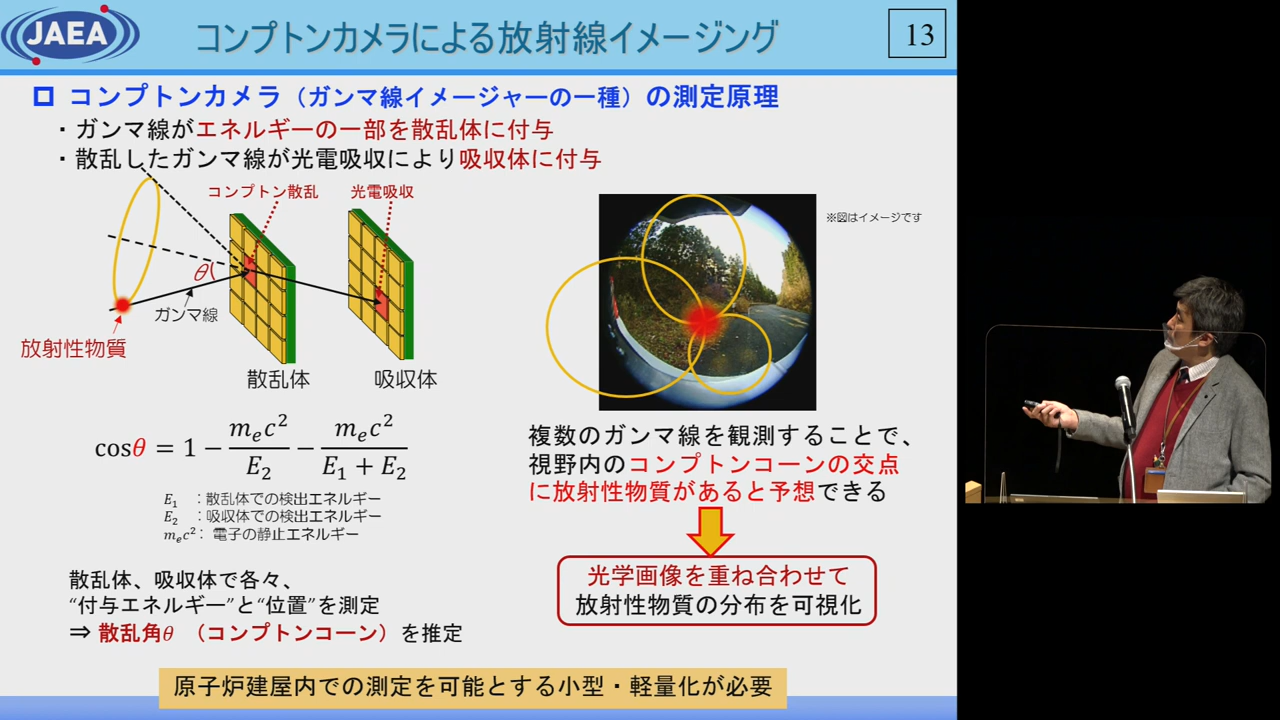 JAEA
コンプトンカメラによる放射線イメージング
13
コンプトンカメラ(ガンマ線イメージャーの一種)の測定原理
・ガンマ線がエネルギーの一部を散乱体に付与
・散乱したガンマ線が光電吸収により吸収体に付与
コンプトン散乱
光電吸収
θ
ガンマ線
放射性物質
散乱体
吸収体
※図はイメージです
cosθ = 1 − mₑc²/E₂ − mₑc²/(E₁ + E₂)
E₁ :散乱体での検出エネルギー
E₂ :吸収体での検出エネルギー
mₑc²: 電子の静止エネルギー
散乱体、吸収体で各々、
“付与エネルギー”と“位置”を測定
⇒ 散乱角θ (コンプトンコーン)を推定
複数のガンマ線を観測することで、
視野内のコンプトンコーンの交点
に放射性物質があると予想できる
光学画像を重ね合わせて
放射性物質の分布を可視化
原子炉建屋内での測定を可能とする小型・軽量化が必要